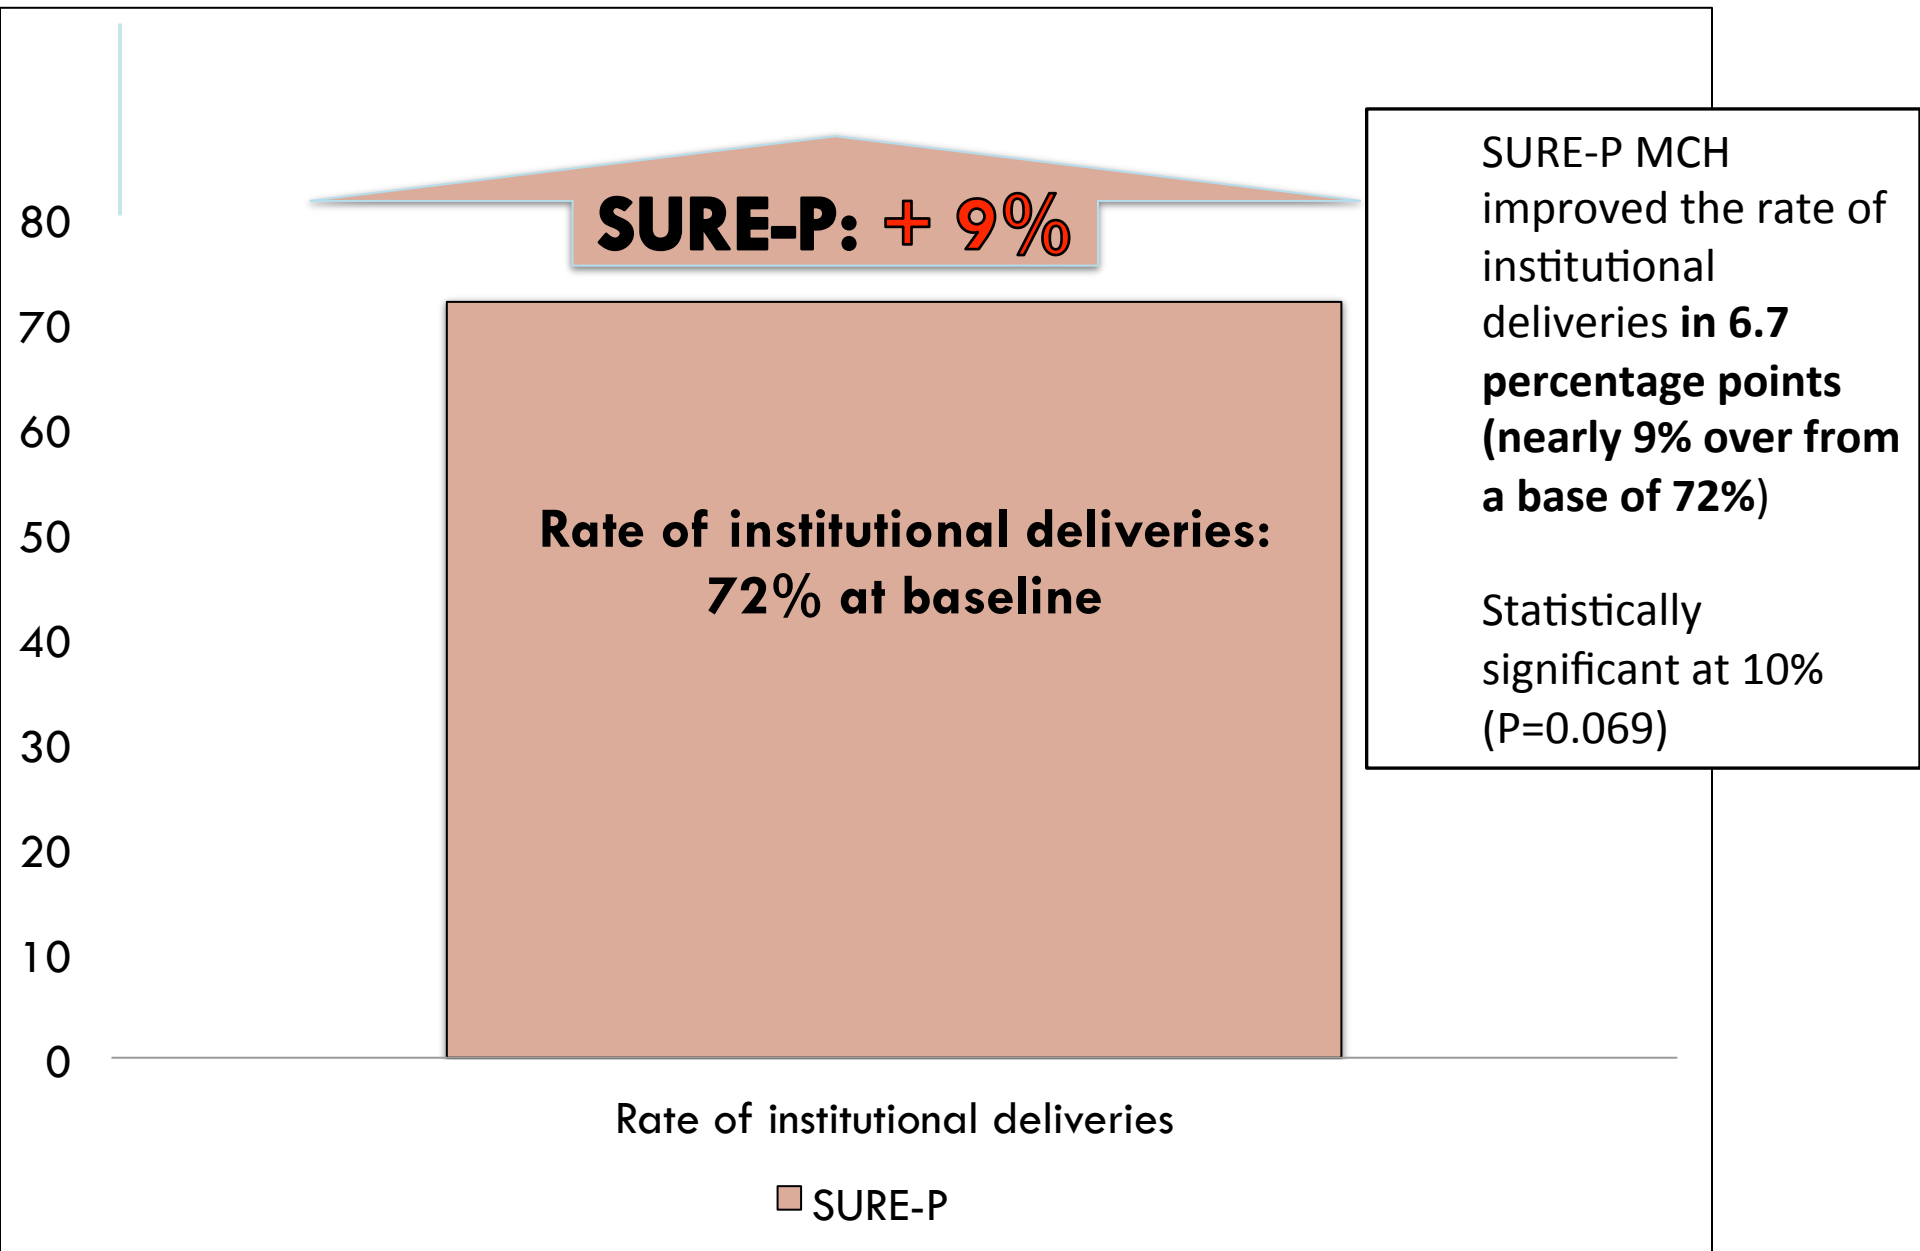 SURE-P: + 9%
80
70
60
50
40
30
20
10
0
Rate of institutional deliveries:
72% at baseline
Rate of institutional deliveries
SURE-P
SURE-P MCH
improved the rate of
institutional
deliveries in 6.7
percentage points
(nearly 9% over from
a base of 72%)
Statistically
significant at 10%
(P=0.069)